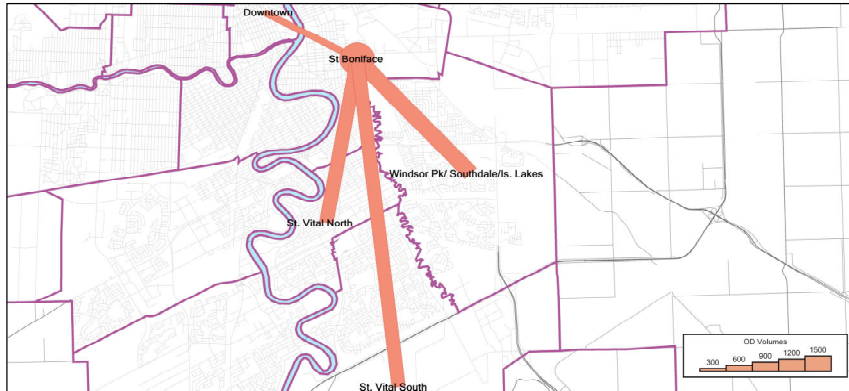 Downtown
St Boniface
Windsor Pk/ Southdale/Is. Lakes
St. Vital North
St. Vital South
OD Volumes
300 600 900 1200 1500